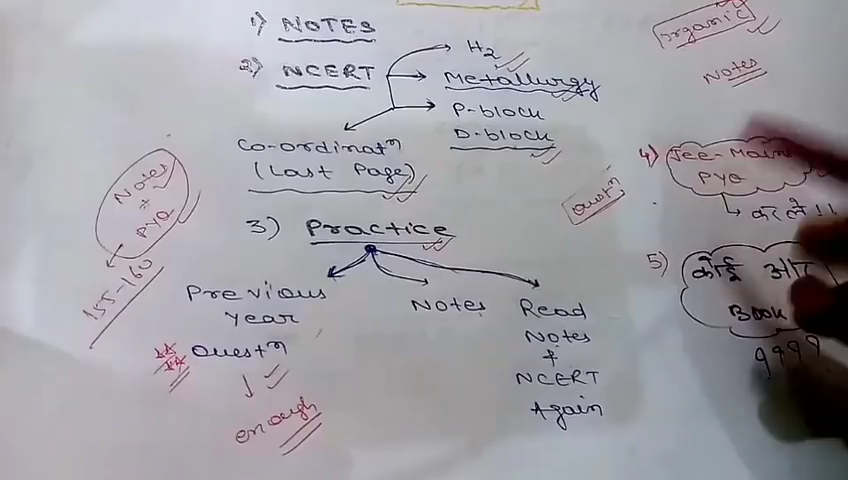 1) NOTES
2) NCERT
H2
Metallurgy
P-block
D-block
Co-ordinatn
(Last Page)
3) Practice
Previous
Year
Questn
enough
Notes
Read
Notes
+
NCERT
Again
Notes
+
PYQ
155-160
organic
Notes
4) Jee-Main
PYQ
कर ले !!
Questn
5) कोई और
Book
????